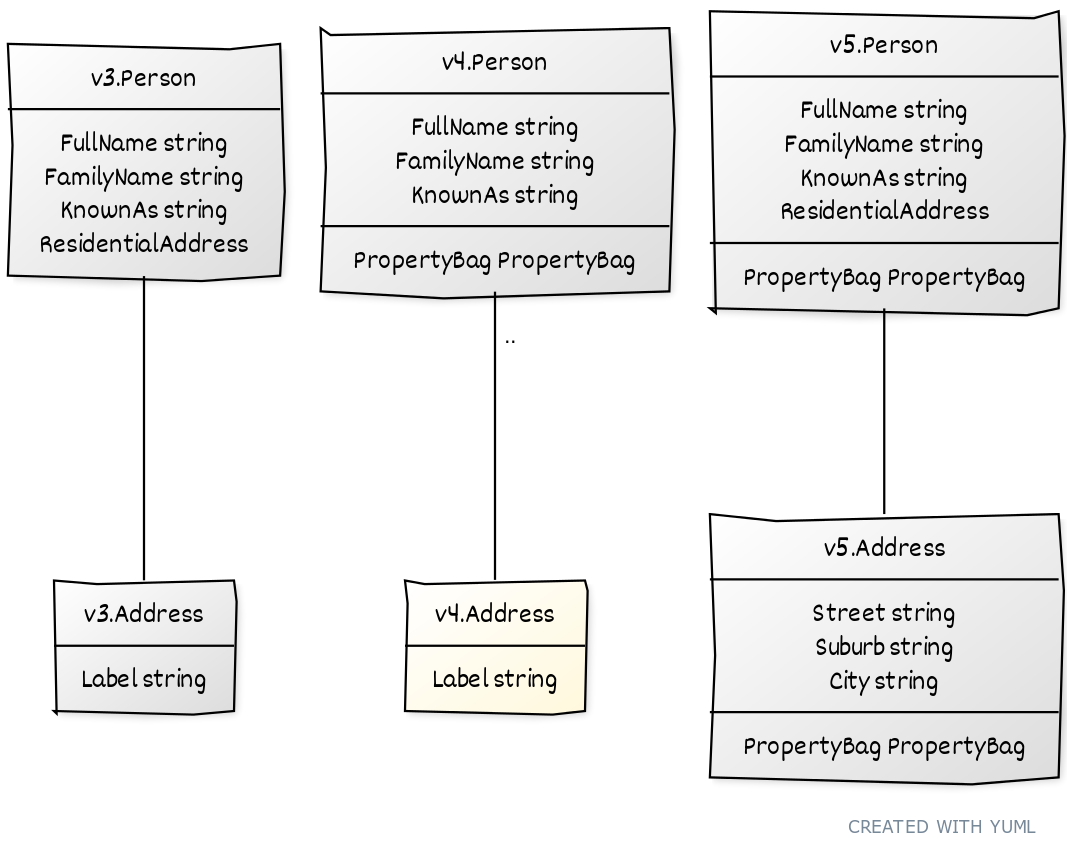 v3.Person
FullName string
FamilyName string
KnownAs string
ResidentialAddress
v4.Person
FullName string
FamilyName string
KnownAs string
PropertyBag PropertyBag
v5.Person
FullName string
FamilyName string
KnownAs string
ResidentialAddress
PropertyBag PropertyBag
..
v3.Address
Label string
v4.Address
Label string
v5.Address
Street string
Suburb string
City string
PropertyBag PropertyBag
CREATED WITH YUML